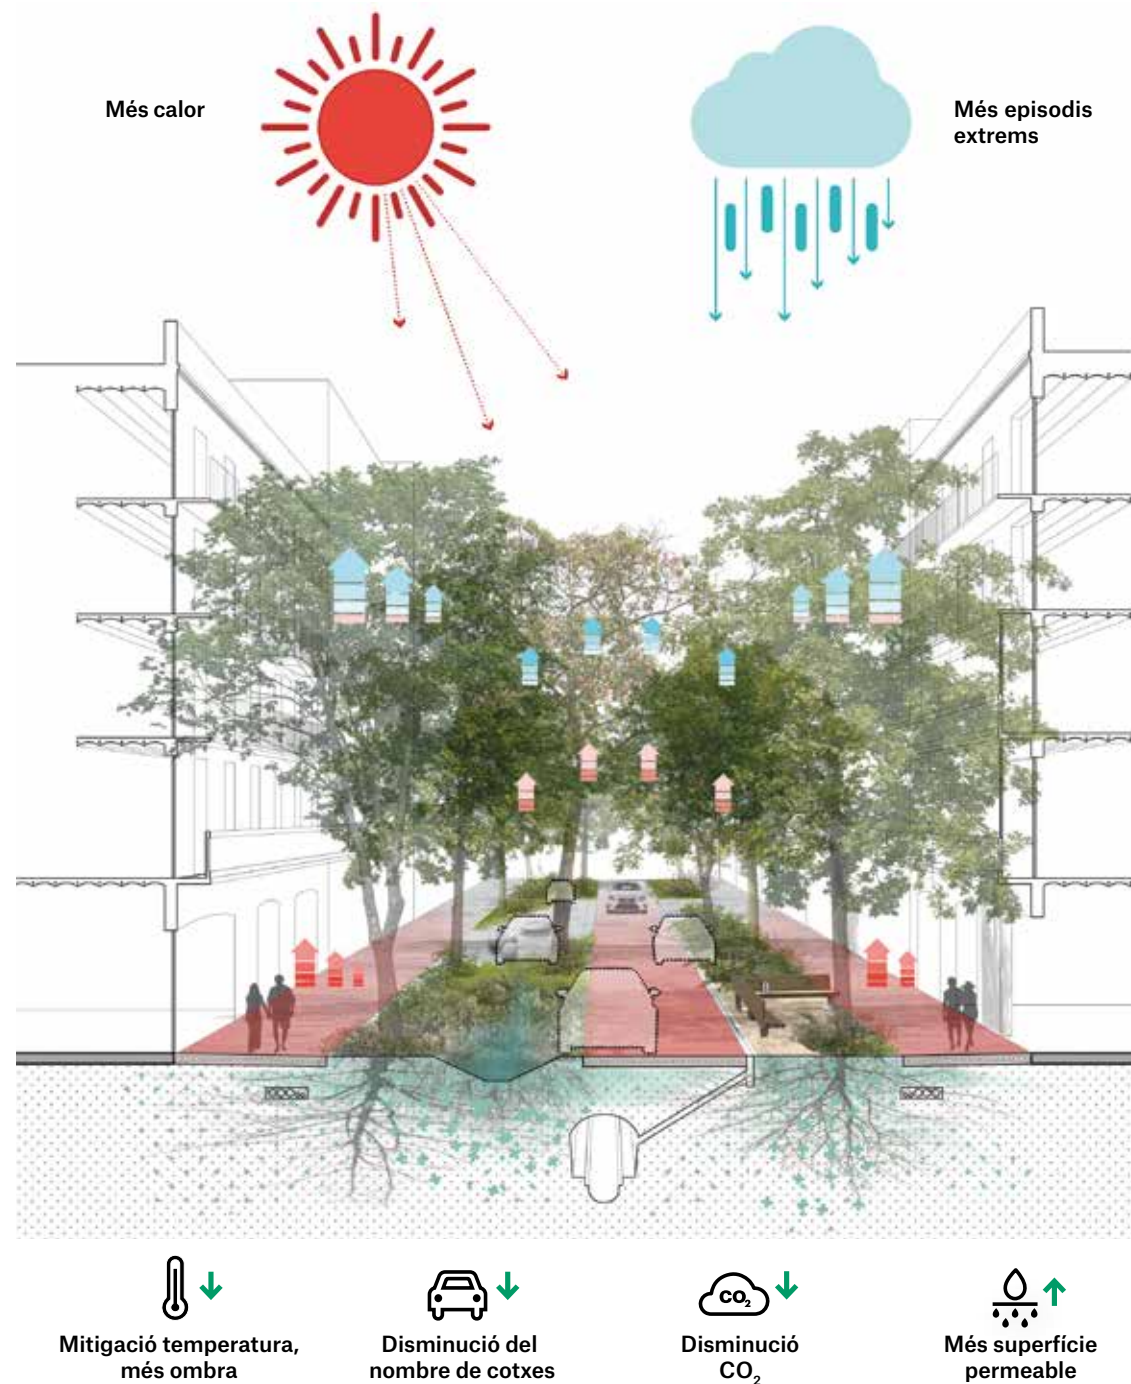 Més calor
Més episodis
extrems
CO₂
Mitigació temperatura,
més ombra
Disminució del
nombre de cotxes
Disminució
CO₂
Més superfície
permeable